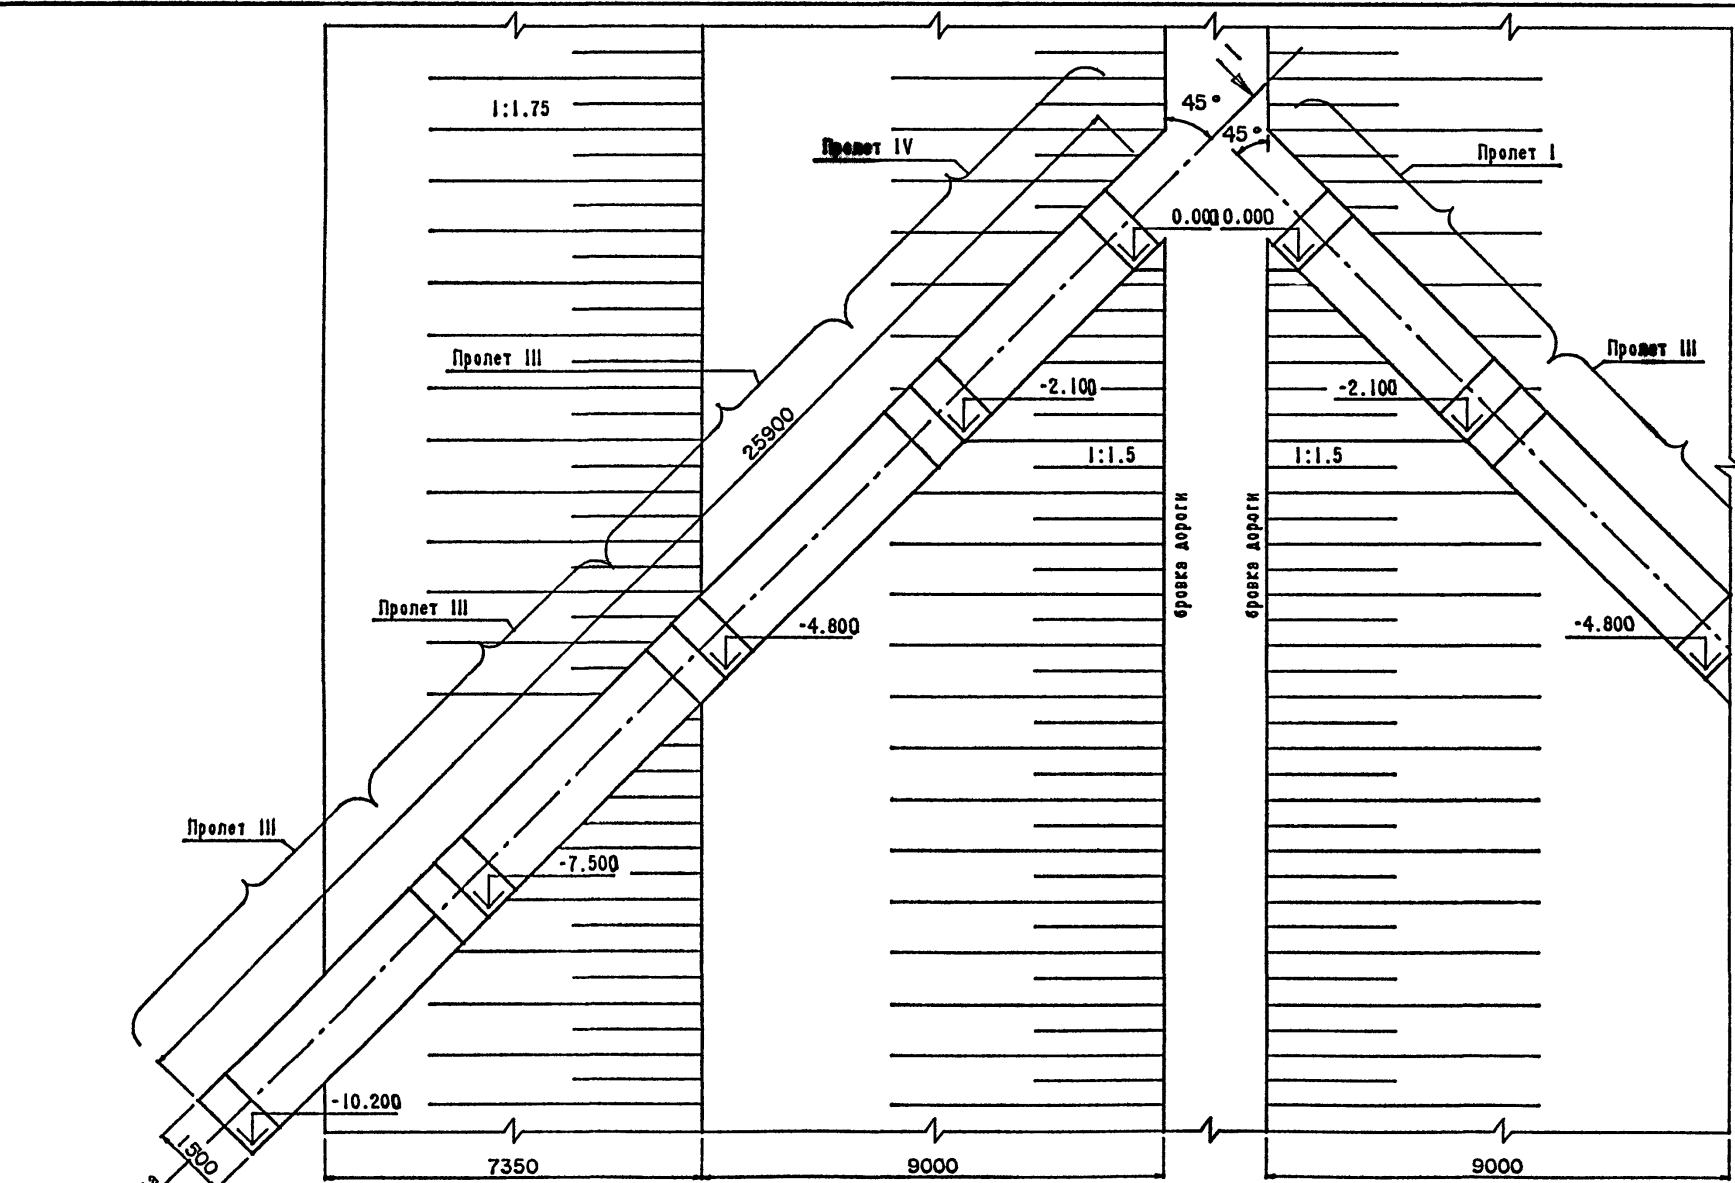 1:1.75
45°
45°
Пролет IV
Пролет I
0.000
0.000
Пролет III
Пролет III
-2.100
-2.100
25900
1:1.5
1:1.5
бровка дороги
бровка дороги
Пролет III
-4.800
-4.800
Пролет III
-7.500
-10.200
1500
7350
9000
9000